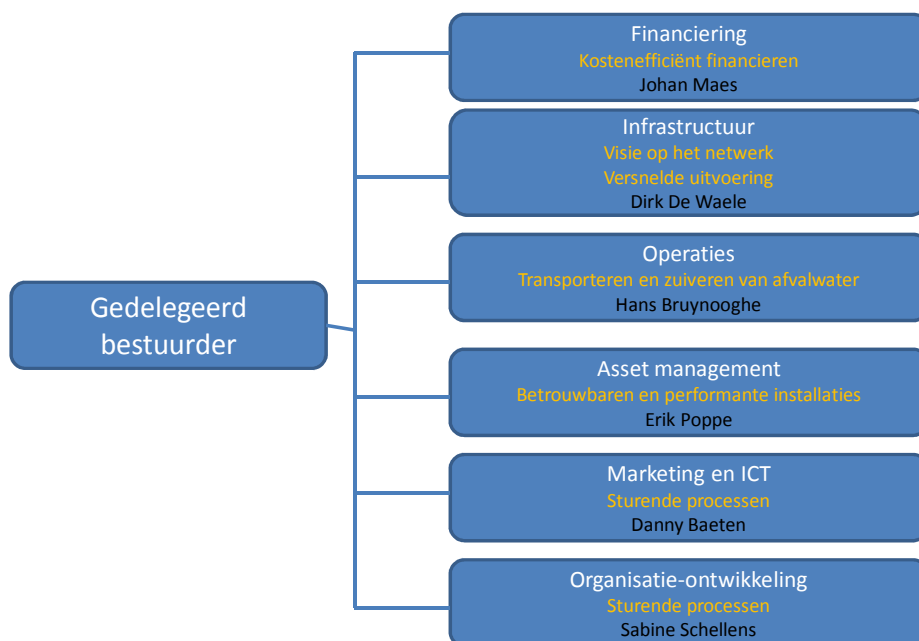 Financiering
Kostenefficiënt financieren
Johan Maes
Infrastructuur
Visie op het netwerk
Versnelde uitvoering
Dirk De Waele
Operaties
Transporteren en zuiveren van afvalwater
Hans Bruynooghe
Gedelegeerd
bestuurder
Asset management
Betrouwbaren en performante installaties
Erik Poppe
Marketing en ICT
Sturende processen
Danny Baeten
Organisatie-ontwikkeling
Sturende processen
Sabine Schellens